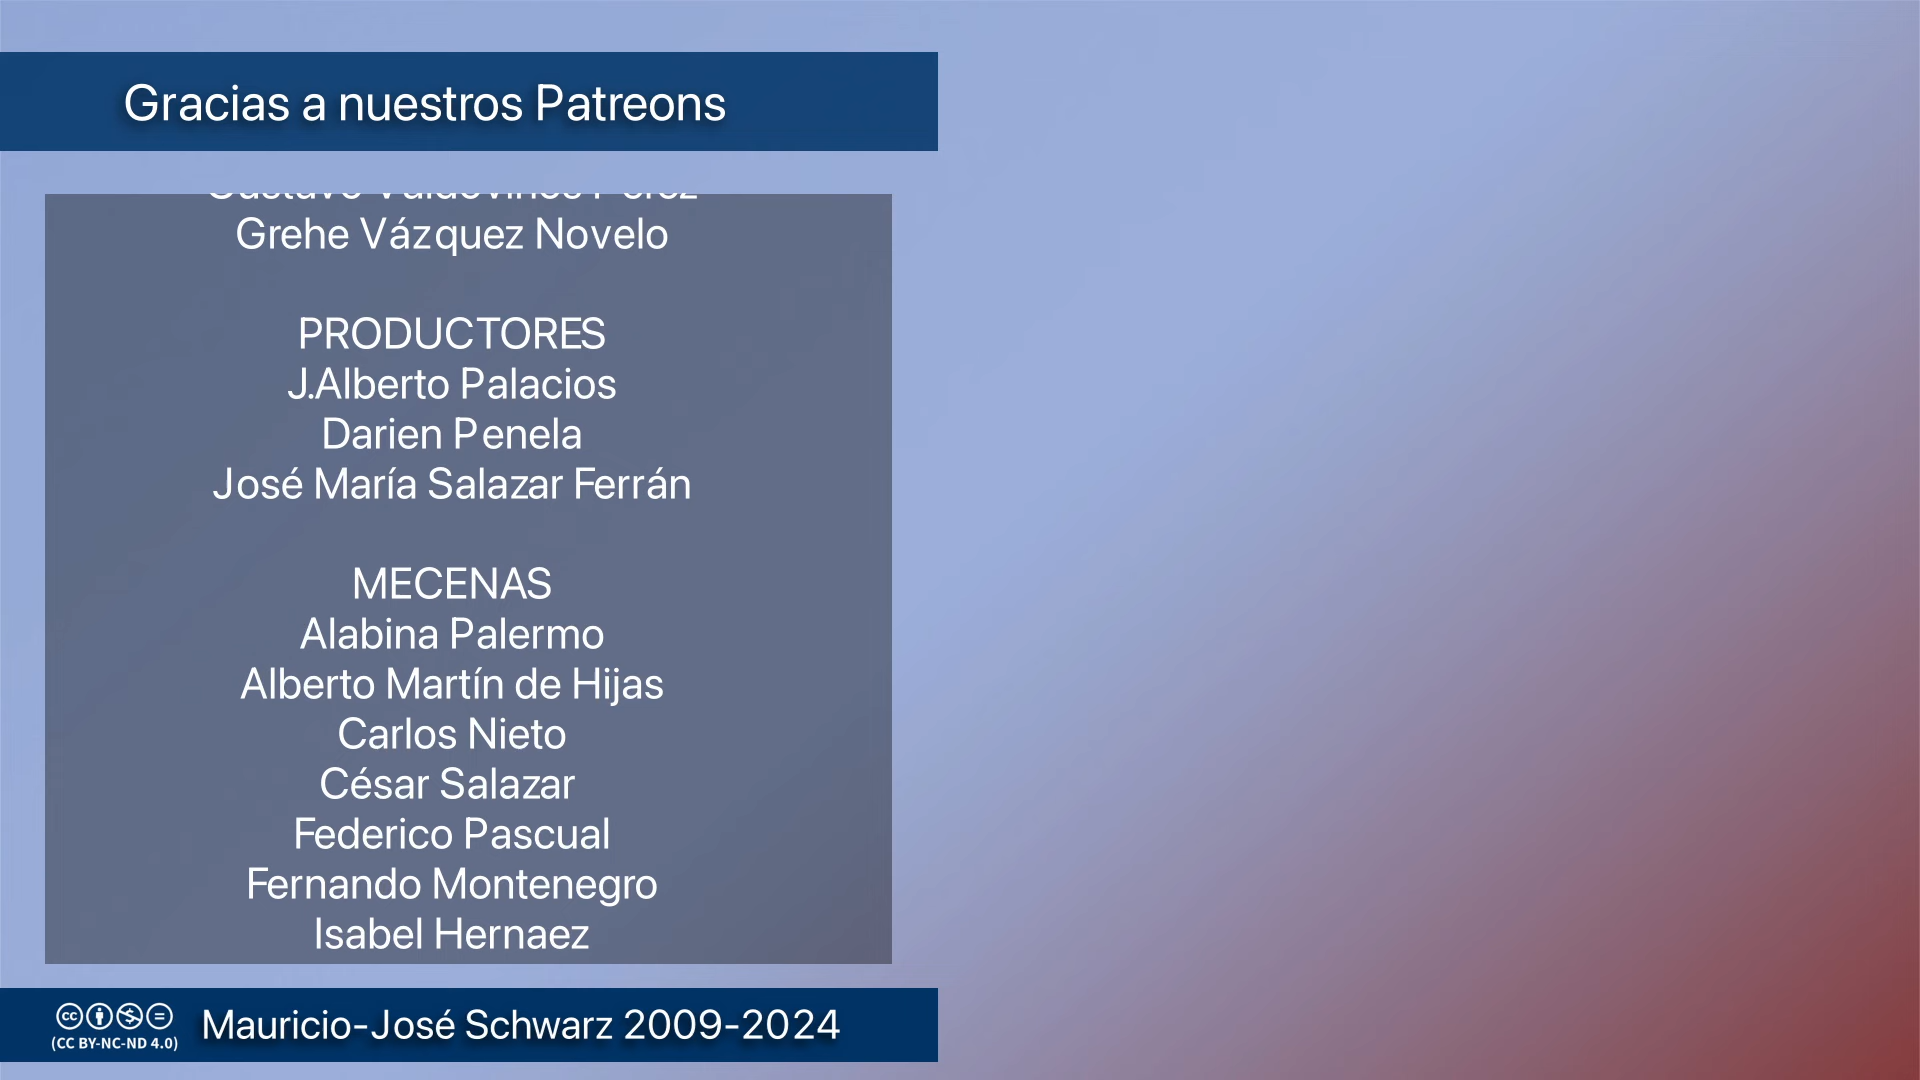 Gracias a nuestros Patreons
Grehe Vázquez Novelo
PRODUCTORES
J.Alberto Palacios
Darien Penela
José María Salazar Ferrán
MECENAS
Alabina Palermo
Alberto Martín de Hijas
Carlos Nieto
César Salazar
Federico Pascual
Fernando Montenegro
Isabel Hernaez
(CC BY-NC-ND 4.0) Mauricio-José Schwarz 2009-2024